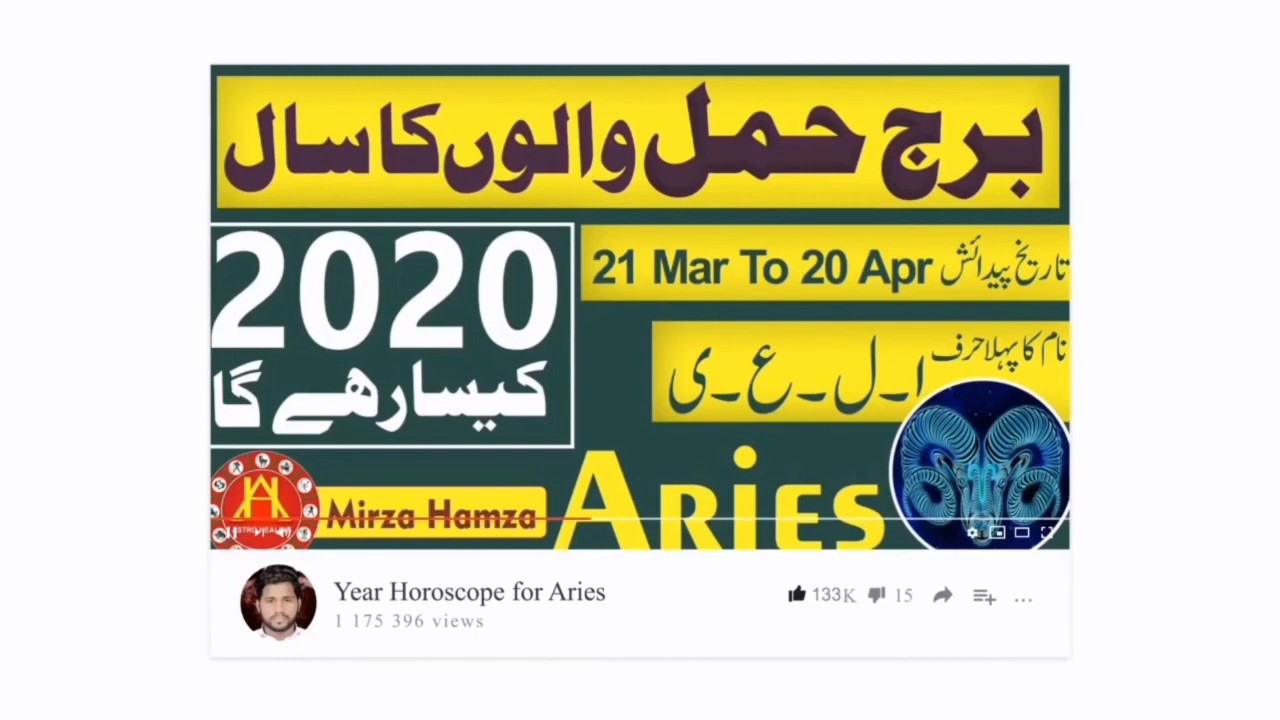 برج حمل والوں کا سال
2020
کیسا رھے گا
21 Mar To 20 Apr تاریخ پیدائش
نام کا پہلا حرف
ا۔ل۔ع۔ی
Mirza Hamza
ARiES
Year Horoscope for Aries
1 175 396 views
133K
15